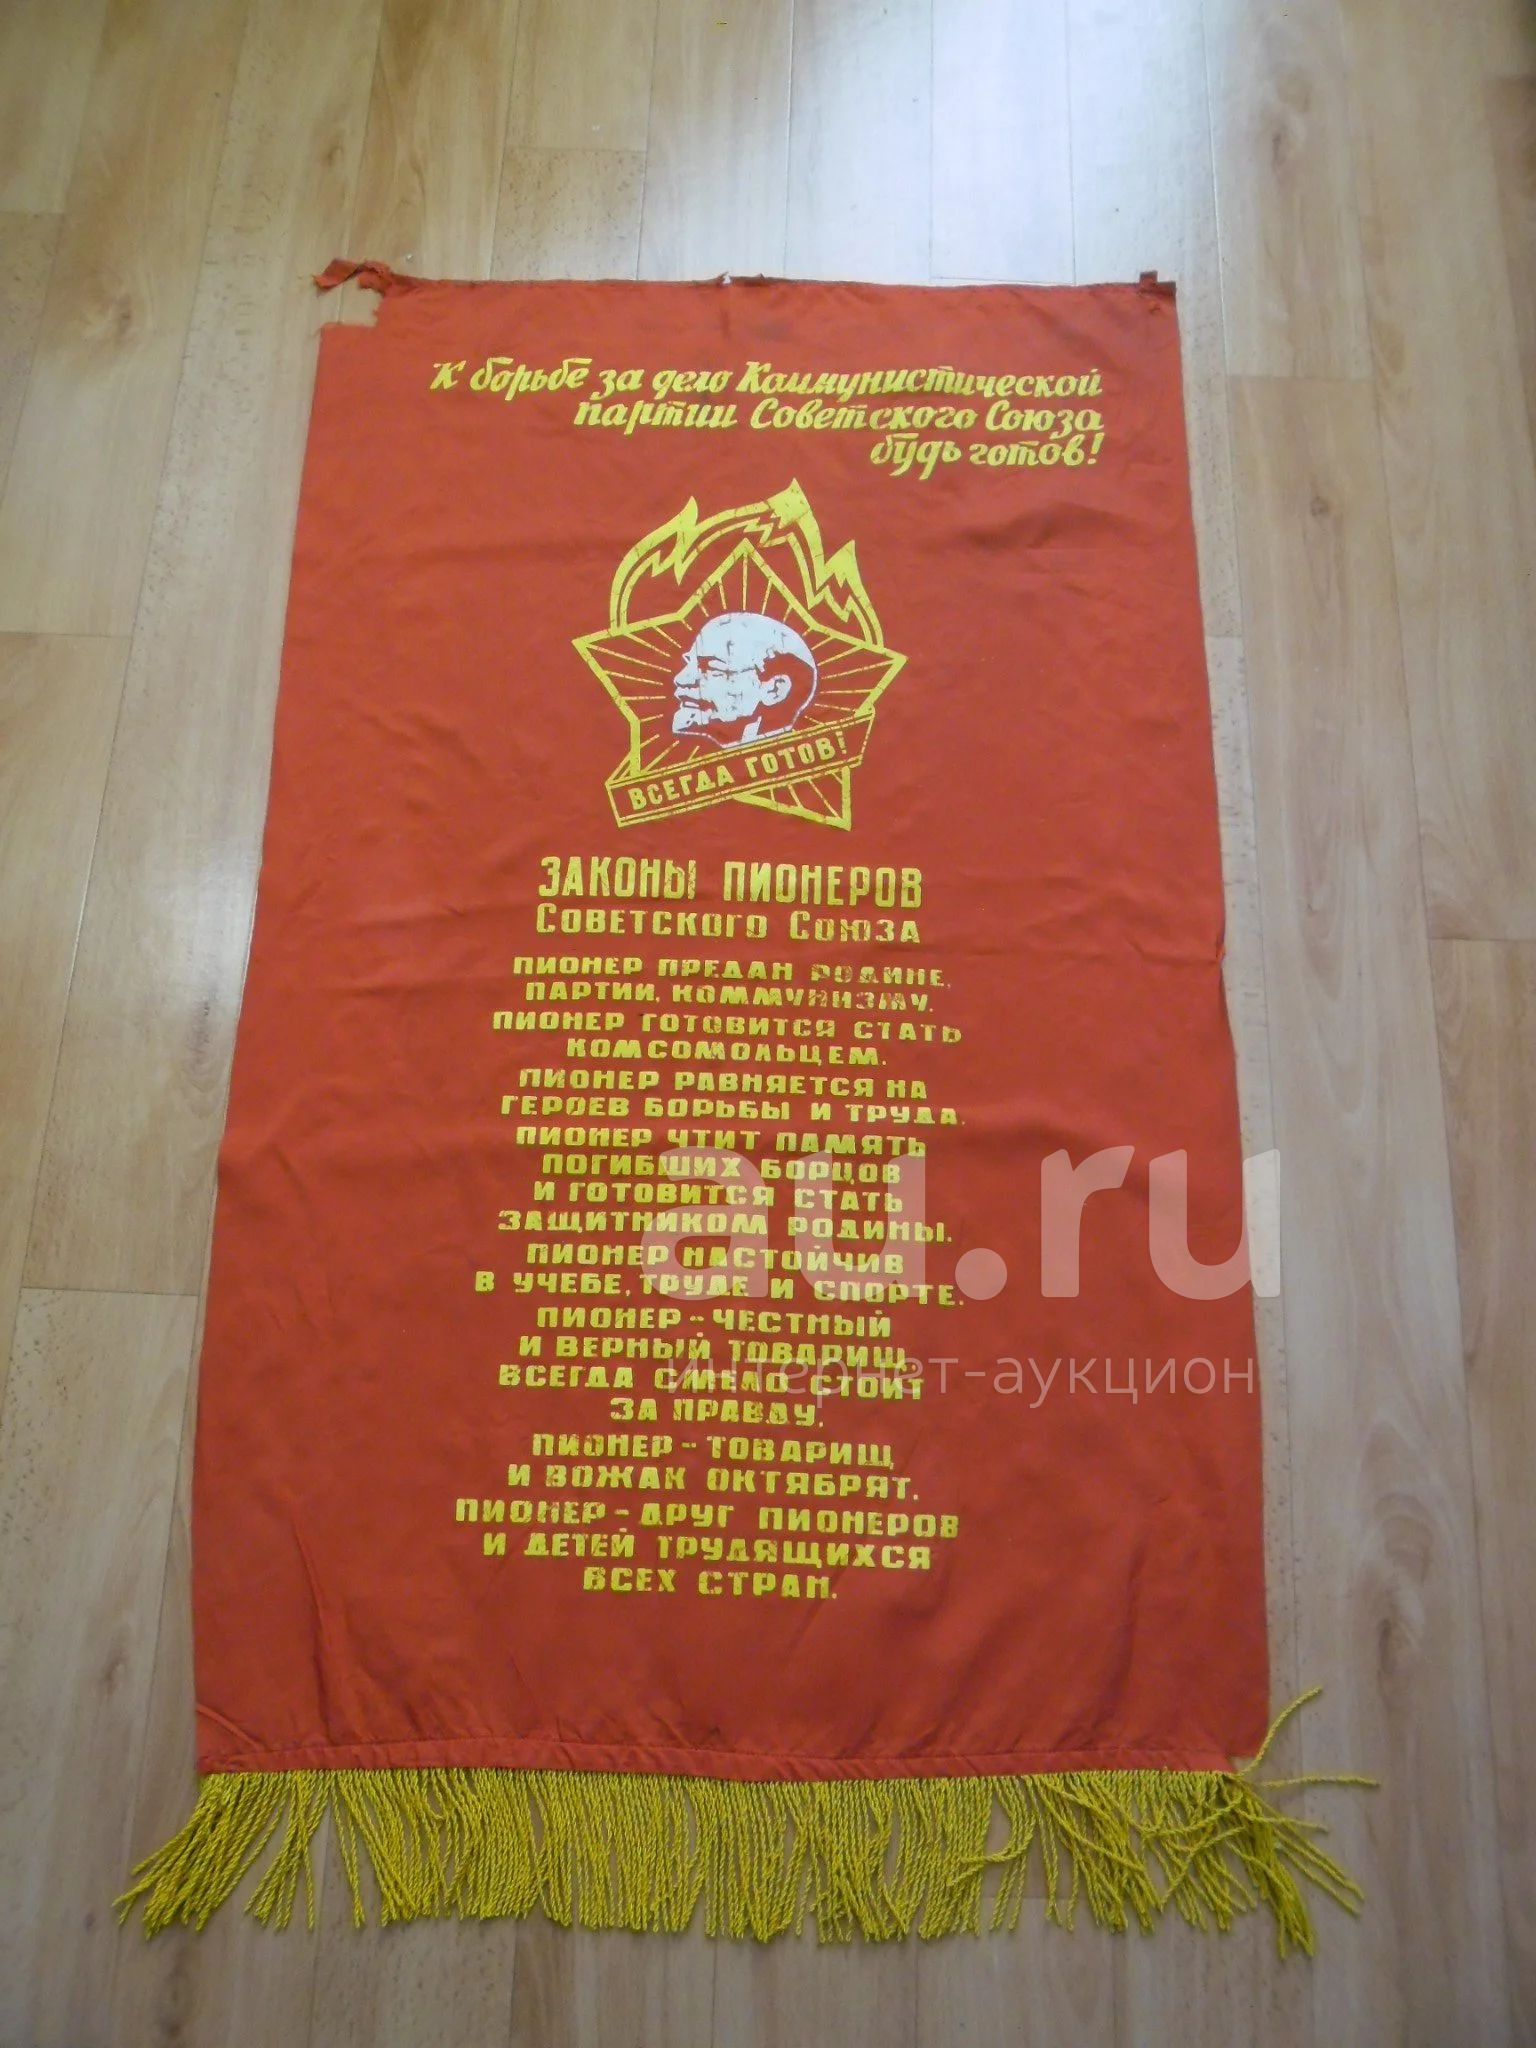 К борьбе за дело Коммунистической
партии Советского Союза
будь готов!
ВСЕГДА ГОТОВ!
ЗАКОНЫ ПИОНЕРОВ
СОВЕТСКОГО СОЮЗА
ПИОНЕР ПРЕДАН РОДИНЕ,
ПАРТИИ, КОММУНИЗМУ.
ПИОНЕР ГОТОВИТСЯ СТАТЬ
КОМСОМОЛЬЦЕМ.
ПИОНЕР РАВНЯЕТСЯ НА
ГЕРОЕВ БОРЬБЫ И ТРУДА.
ПИОНЕР ЧТИТ ПАМЯТЬ
ПОГИБШИХ БОРЦОВ
И ГОТОВИТСЯ СТАТЬ
ЗАЩИТНИКОМ РОДИНЫ.
ПИОНЕР НАСТОЙЧИВ
В УЧЕБЕ, ТРУДЕ И СПОРТЕ.
ПИОНЕР - ЧЕСТНЫЙ
И ВЕРНЫЙ ТОВАРИЩ,
ВСЕГДА СМЕЛО СТОИТ
ЗА ПРАВДУ.
ПИОНЕР - ТОВАРИЩ
И ВОЖАК ОКТЯБРЯТ.
ПИОНЕР - ДРУГ ПИОНЕРОВ
И ДЕТЕЙ ТРУДЯЩИХСЯ
ВСЕХ СТРАН.
au.ru
интернет-аукцион